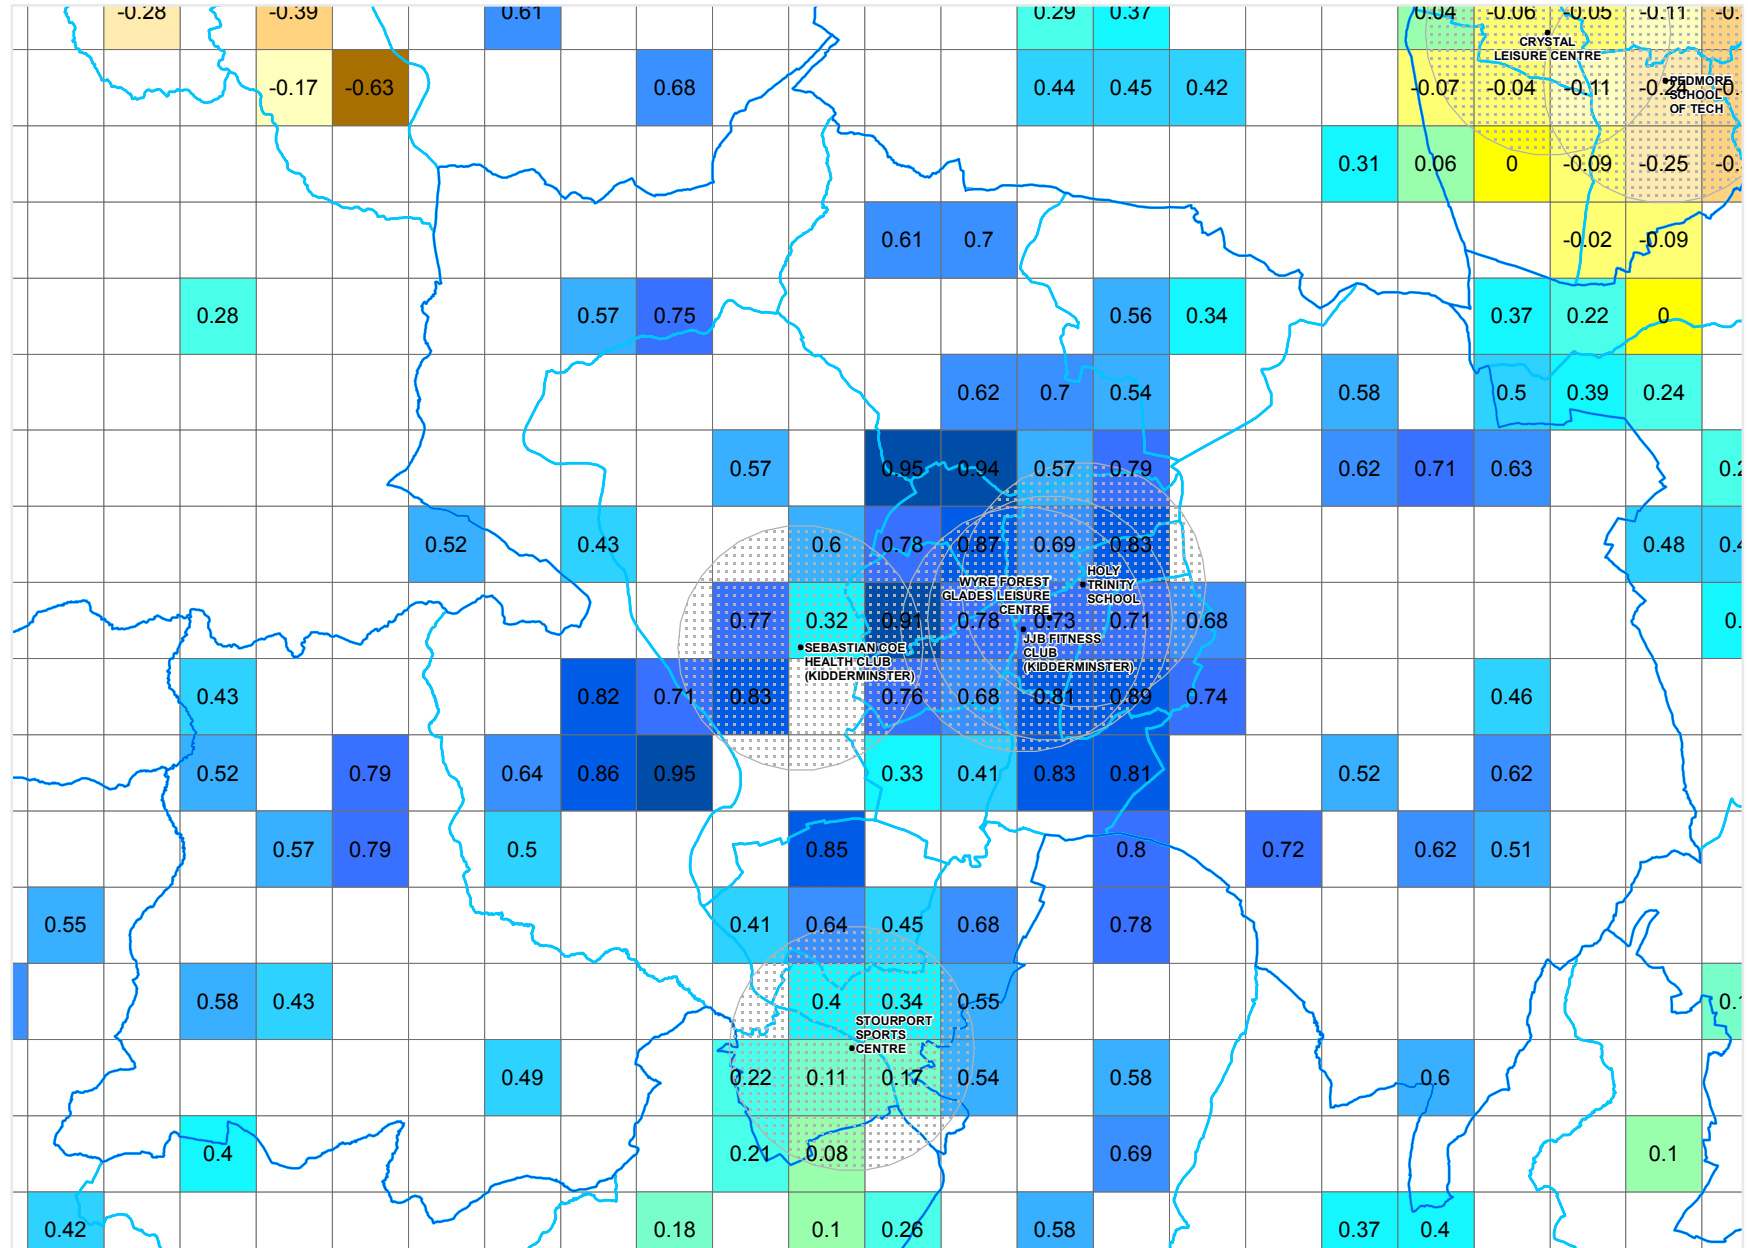 -0.28 -0.39 0.61 0.29 0.37 0.04 -0.06 -0.05 -0.11
CRYSTAL
LEISURE CENTRE
-0.17 -0.63 0.68 0.44 0.45 0.42 -0.07 -0.04 -0.11 -0.24
PEDMORE
SCHOOL
OF TECH
0.31 0.06 0 -0.09 -0.25
0.61 0.7 -0.02 -0.09
0.28 0.57 0.75 0.56 0.34 0.37 0.22 0
0.62 0.7 0.54 0.58 0.5 0.39 0.24
0.57 0.95 0.94 0.57 0.79 0.62 0.71 0.63
0.52 0.43 0.6 0.78 0.87 0.69 0.83 0.48
HOLY
TRINITY
SCHOOL
WYRE FOREST
GLADES LEISURE
CENTRE
0.77 0.32 0.91 0.78 0.73 0.71 0.68
JJB FITNESS
CLUB
(KIDDERMINSTER)
SEBASTIAN COE
HEALTH CLUB
(KIDDERMINSTER)
0.43 0.82 0.71 0.83 0.76 0.68 0.81 0.89 0.74 0.46
0.52 0.79 0.64 0.86 0.95 0.33 0.41 0.83 0.81 0.52 0.62
0.57 0.79 0.5 0.85 0.8 0.72 0.62 0.51
0.55 0.41 0.64 0.45 0.68 0.78
0.58 0.43 0.4 0.34 0.55
STOURPORT
SPORTS
CENTRE
0.49 0.22 0.11 0.17 0.54 0.58 0.6
0.4 0.21 0.08 0.69 0.1
0.42 0.18 0.1 0.26 0.58 0.37 0.4